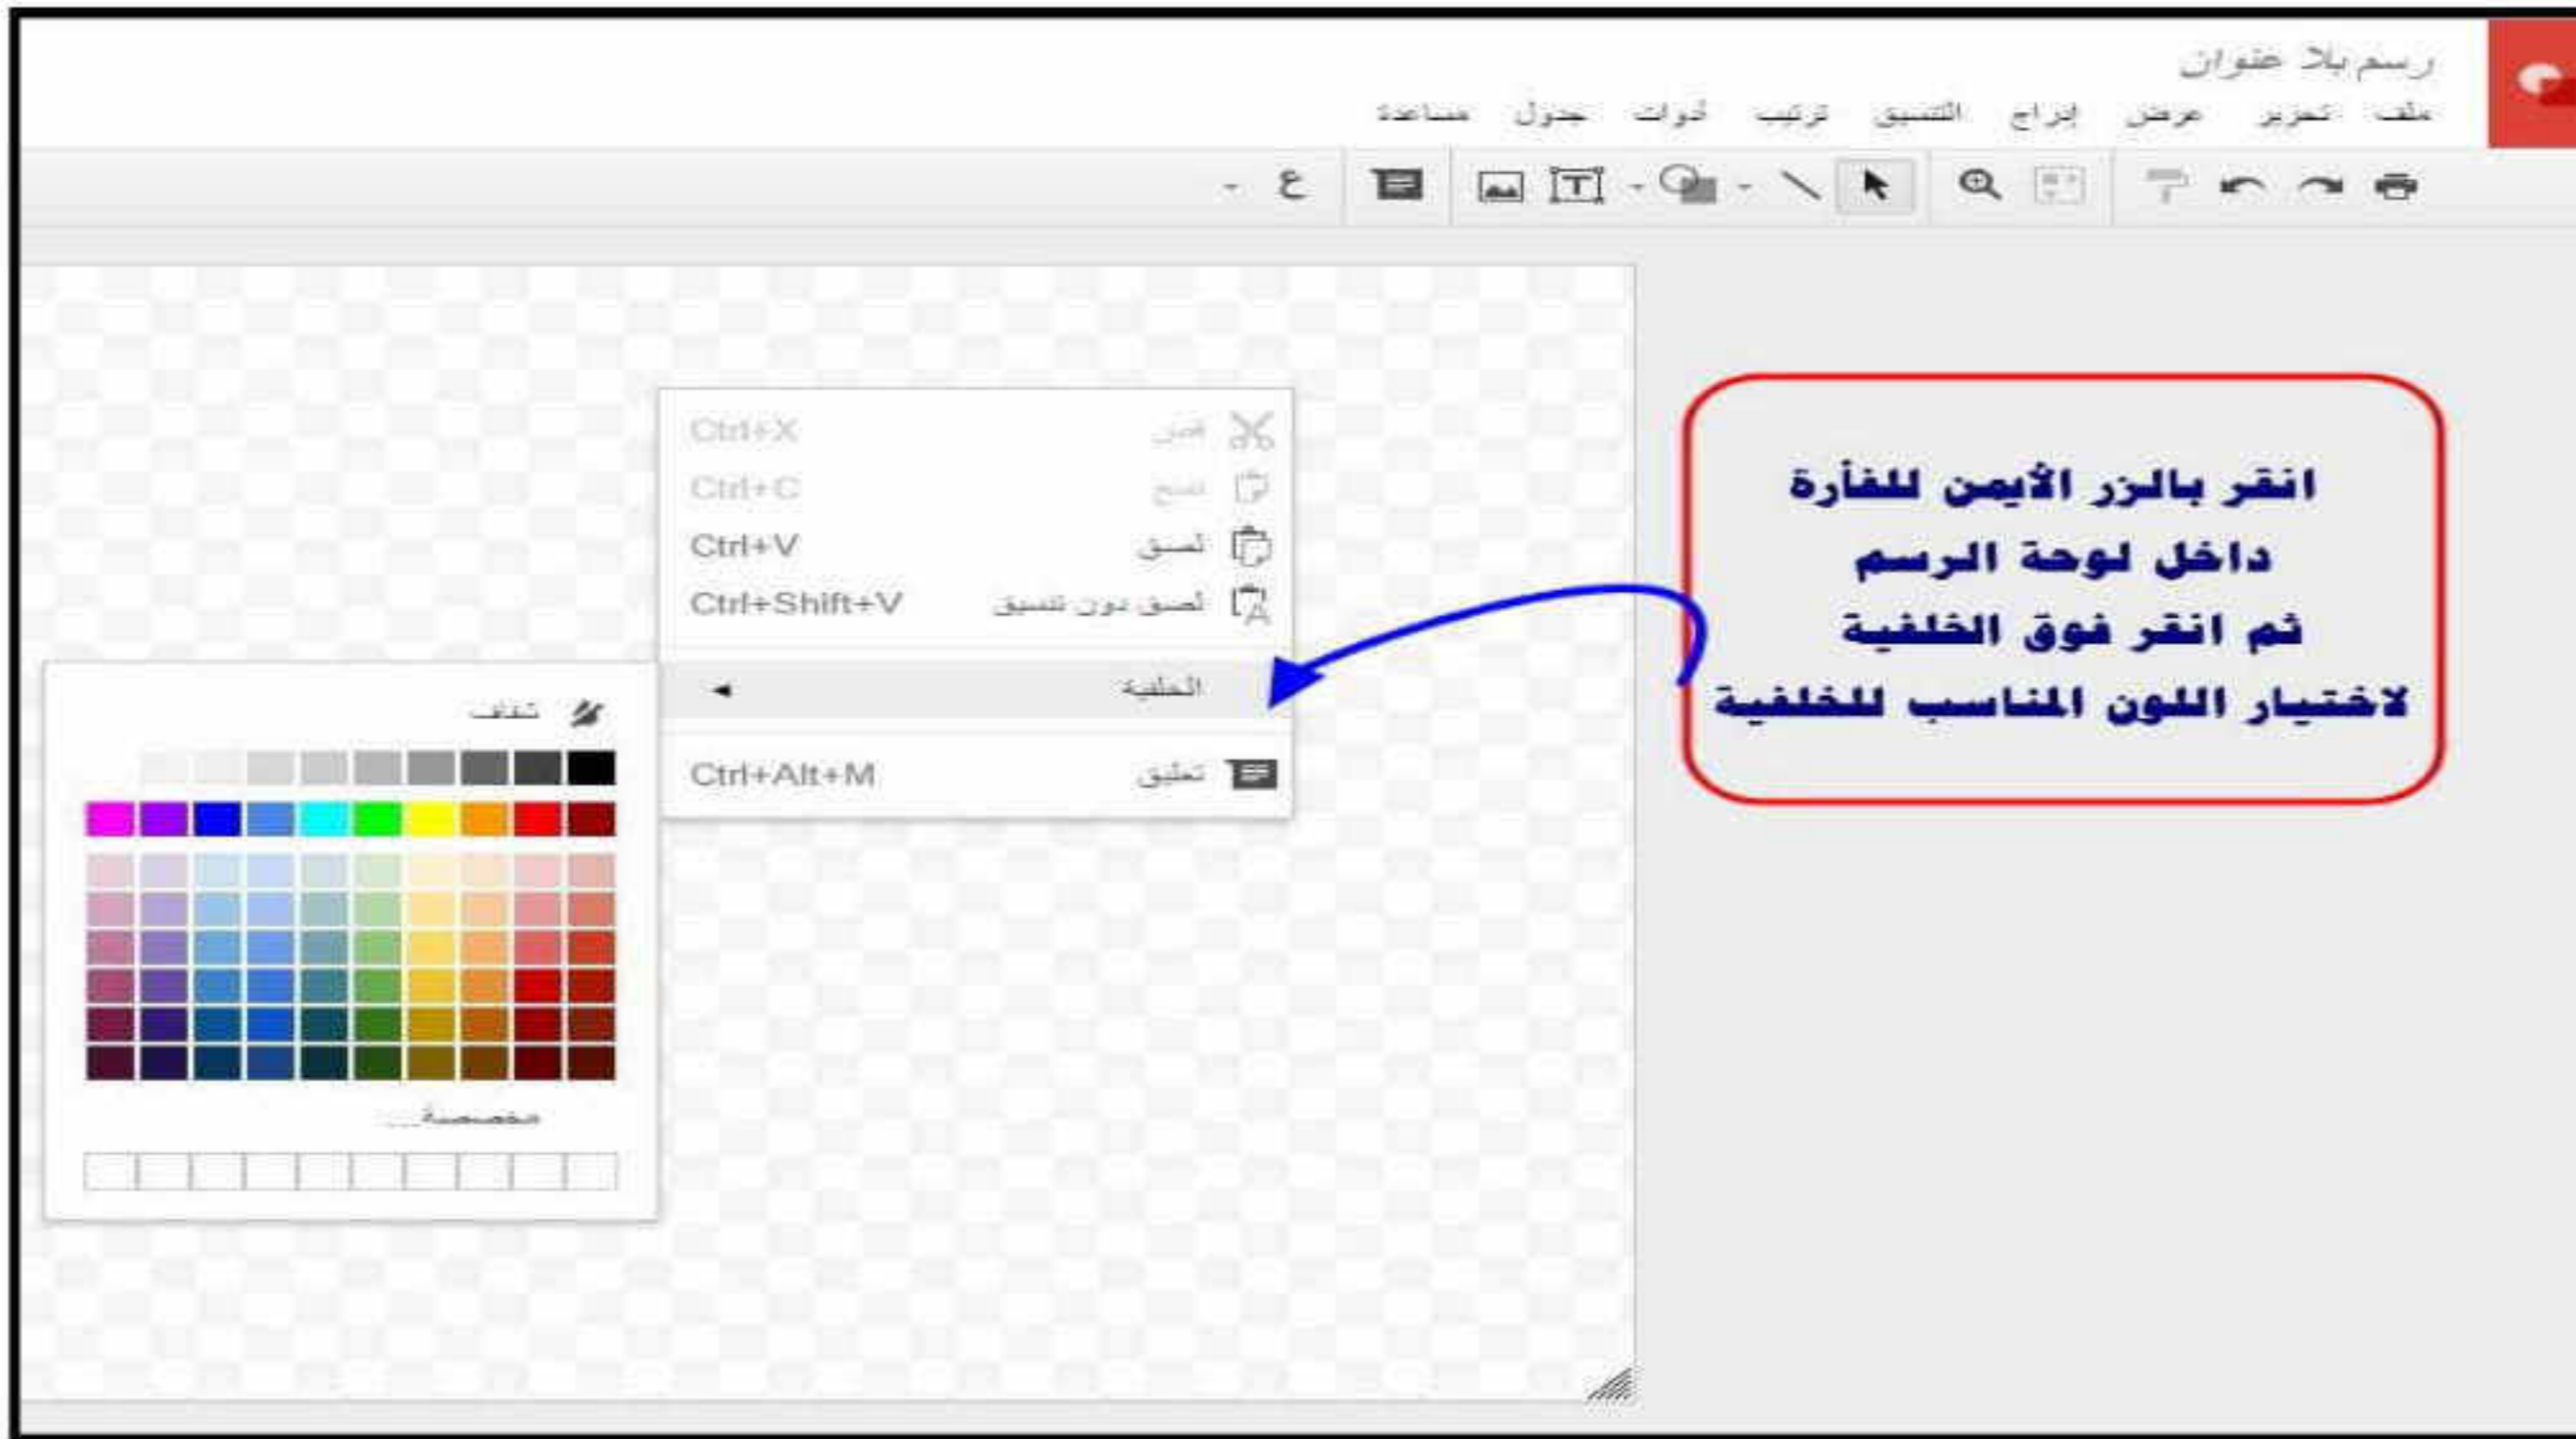 رسم بلا عنوان
ملف تحرير عرض إدراج التنسيق ترتيب أدوات جدول مساعدة
ع
قص Ctrl+X
نسخ Ctrl+C
لصق Ctrl+V
لصق دون تنسيق Ctrl+Shift+V
الخلفية
تعليق Ctrl+Alt+M
شفاف
مخصصة...
انقر بالزر الأيمن للفأرة
داخل لوحة الرسم
ثم انقر فوق الخلفية
لاختيار اللون المناسب للخلفية